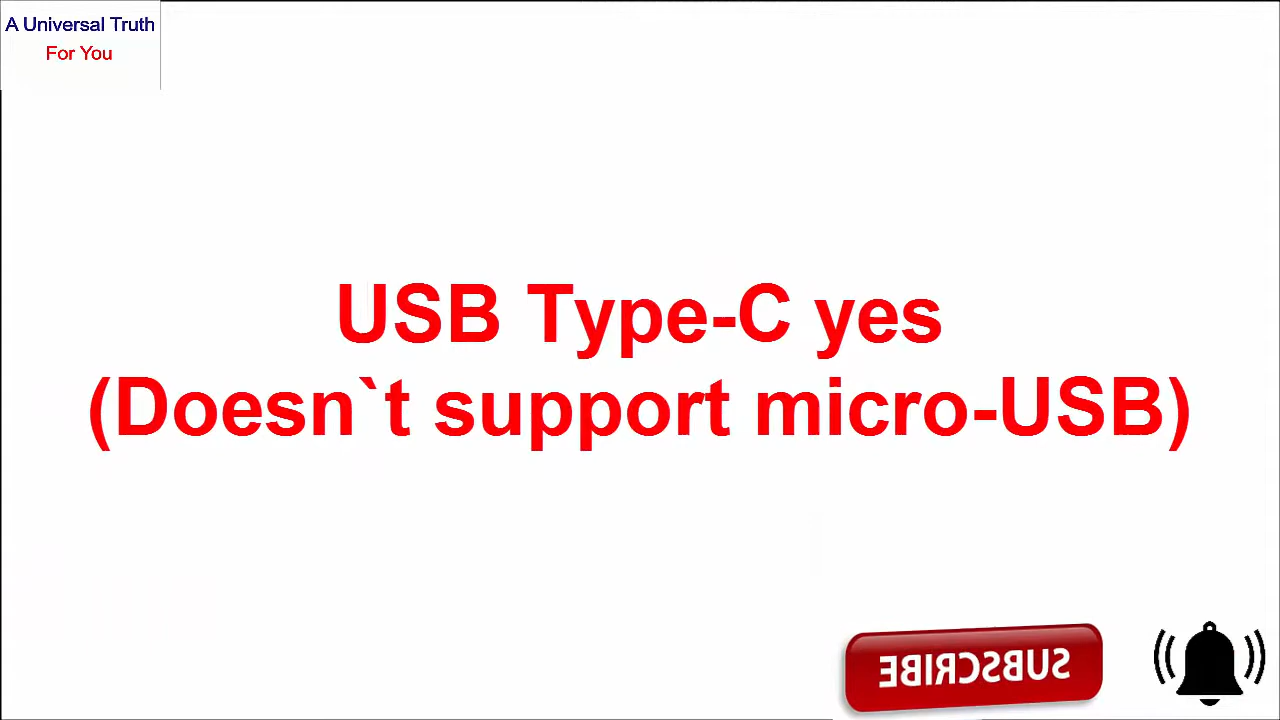 A Universal Truth
For You
USB Type-C yes
(Doesn`t support micro-USB)
SUBSCRIBE